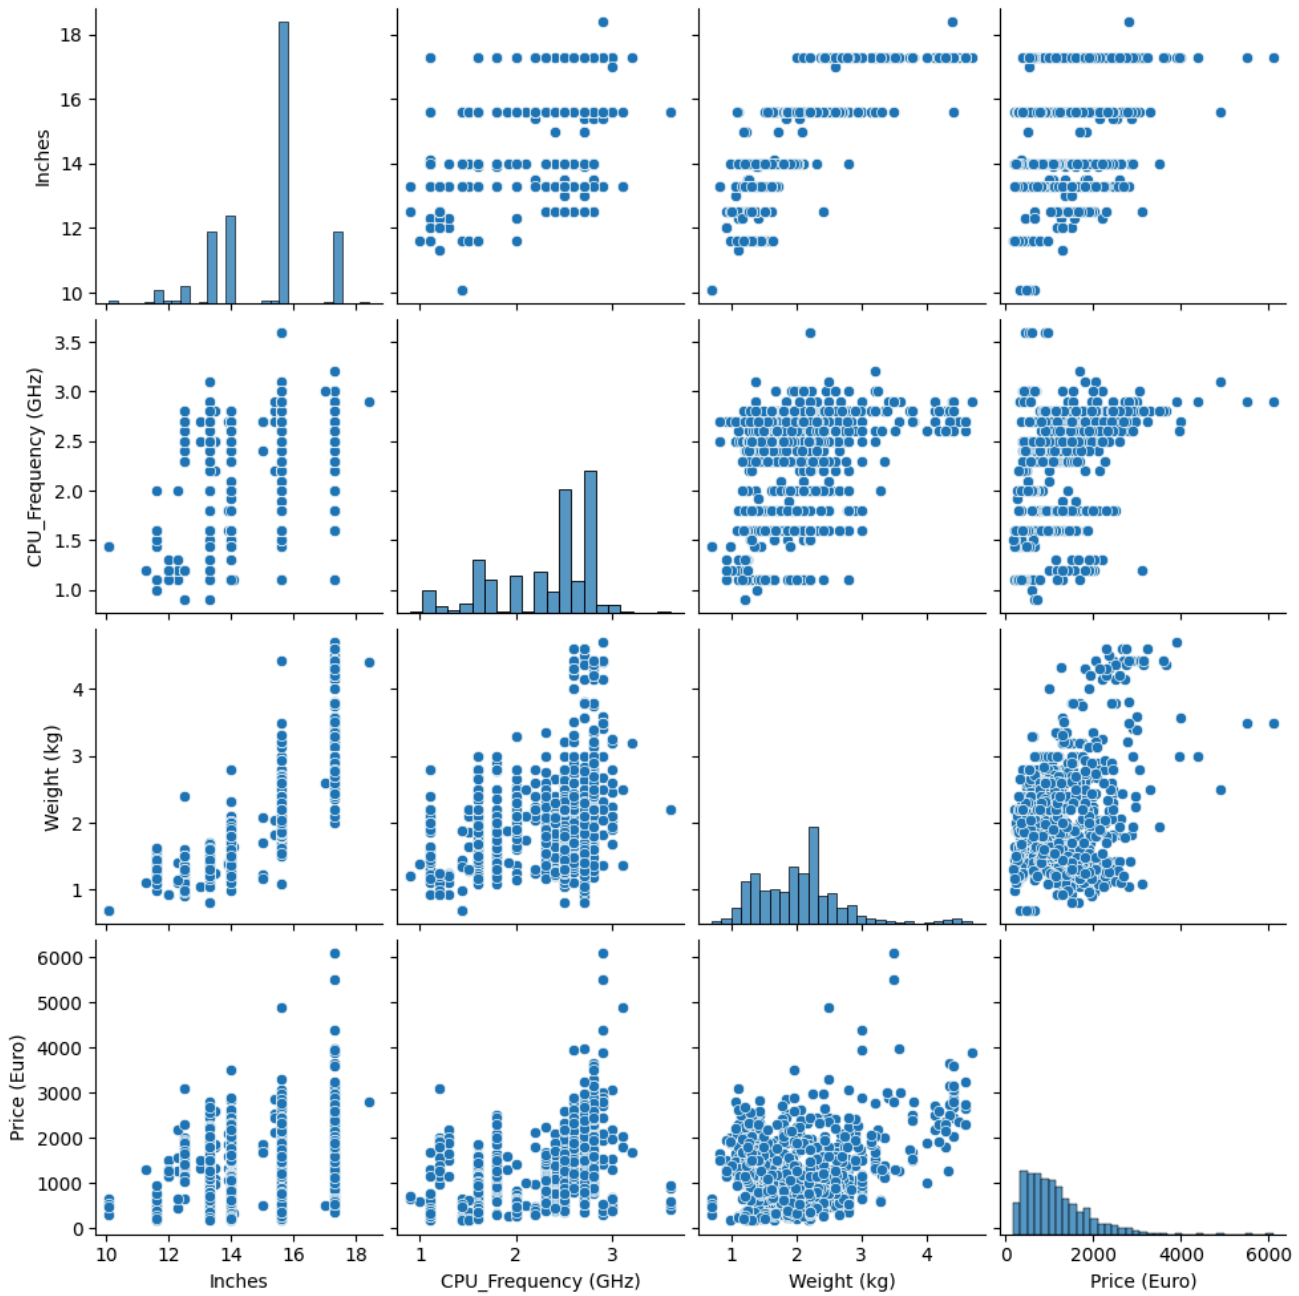 18
16
14
12
10
Inches
3.5
3.0
2.5
2.0
1.5
1.0
CPU_Frequency (GHz)
4
3
2
1
Weight (kg)
6000
5000
4000
3000
2000
1000
0
Price (Euro)
10 12 14 16 18
Inches
1 2 3
CPU_Frequency (GHz)
1 2 3 4
Weight (kg)
0 2000 4000 6000
Price (Euro)